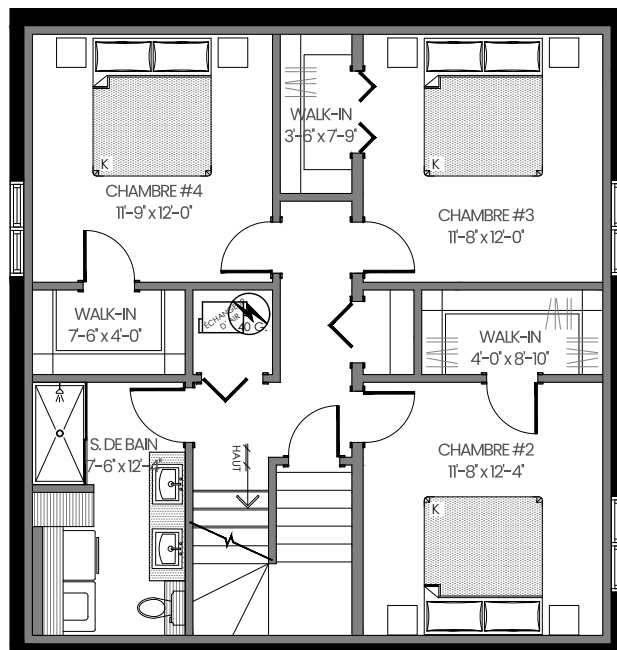 K
CHAMBRE #4
11'-9" x 12'-0"
WALK-IN
3'-6" x 7'-9"
K
CHAMBRE #3
11'-8" x 12'-0"
WALK-IN
7'-6" x 4'-0"
ÉCHANGEUR
D'AIR
40 G.
WALK-IN
4'-0" x 8'-10"
S. DE BAIN
7'-6" x 12'-4"
HAUT
CHAMBRE #2
11'-8" x 12'-4"
K